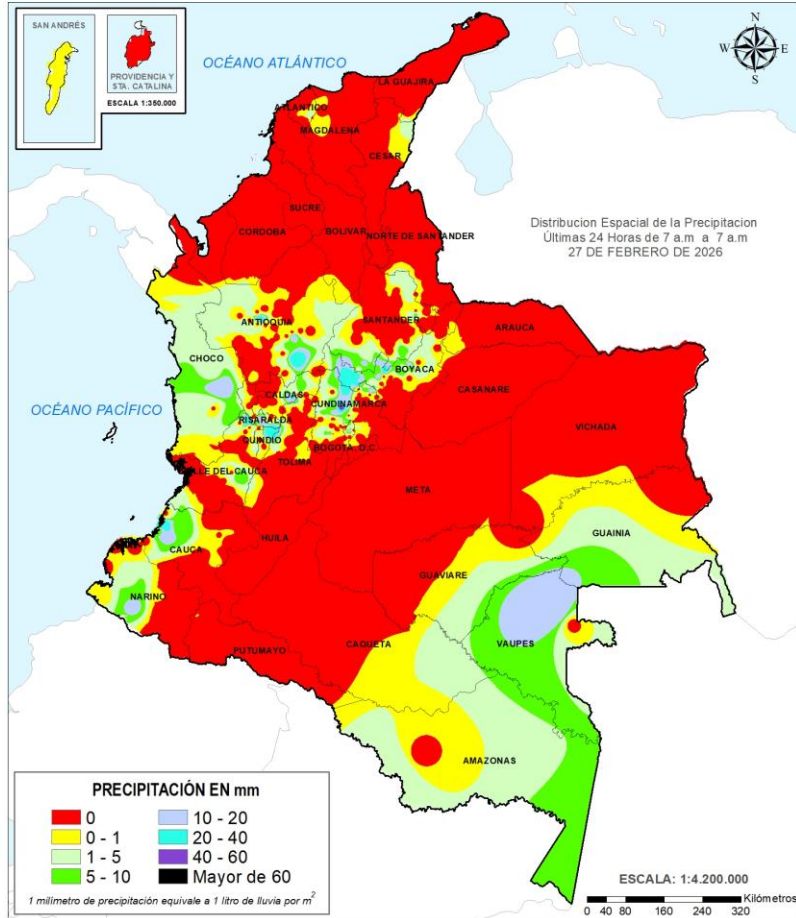 SAN ANDRÉS
PROVIDENCIA Y
STA. CATALINA
ESCALA 1:350.000
OCÉANO ATLÁNTICO
N
W
E
S
LA GUAJIRA
ATLANTICO
MAGDALENA
CESAR
SUCRE
CORDOBA
BOLIVAR
NORTE DE SANTANDER
Distribucion Espacial de la Precipitacion
Últimas 24 Horas de 7 a.m a 7 a.m
27 DE FEBRERO DE 2026
ANTIOQUIA
SANTANDER
ARAUCA
CHOCO
BOYACA
CASANARE
CALDAS
CUNDINAMARCA
OCÉANO PACÍFICO
RISARALDA
VICHADA
QUINDIO
BOGOTA, D.C.
TOLIMA
VALLE DEL CAUCA
META
GUAINIA
HUILA
CAUCA
GUAVIARE
NARINO
CAQUETA
VAUPES
PUTUMAYO
AMAZONAS
PRECIPITACIÓN EN mm
0
0 - 1
1 - 5
5 - 10
10 - 20
20 - 40
40 - 60
Mayor de 60
1 milímetro de precipitación equivale a 1 litro de lluvia por m²
ESCALA: 1:4.200.000
Kilómetros
0 40 80 160 240 320